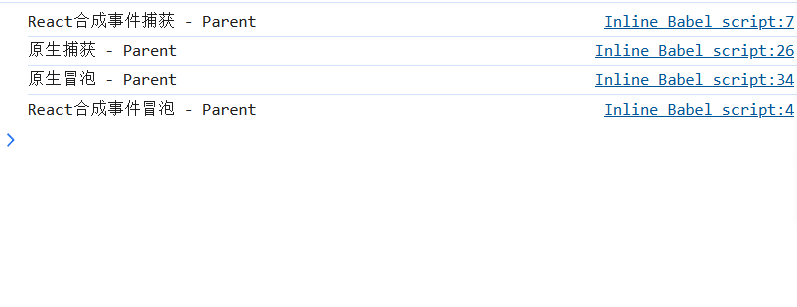 React合成事件捕获 - Parent Inline Babel script:7
原生捕获 - Parent Inline Babel script:26
原生冒泡 - Parent Inline Babel script:34
React合成事件冒泡 - Parent Inline Babel script:4